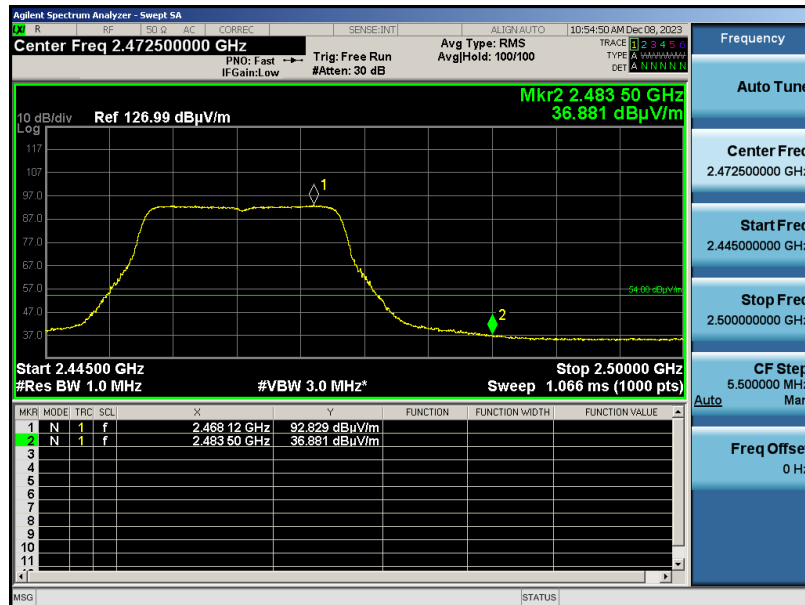 Agilent Spectrum Analyzer - Swept SA
LXI R RF 50 Ω AC CORREC SENSE:INT ALIGN AUTO 10:54:50 AM Dec 08, 2023
Center Freq 2.472500000 GHz
PNO: Fast
IFGain:Low
Trig: Free Run
#Atten: 30 dB
Avg Type: RMS
Avg|Hold: 100/100
TRACE 1 2 3 4 5 6
TYPE A WWWWW
DET A N N N N N
Mkr2 2.483 50 GHz
36.881 dBµV/m
10 dB/div Ref 126.99 dBµV/m
Log
117
107
97.0
87.0
77.0
67.0
57.0
47.0
37.0
1
54.00 dBµV/m
2
Start 2.44500 GHz Stop 2.50000 GHz
#Res BW 1.0 MHz #VBW 3.0 MHz* Sweep 1.066 ms (1000 pts)
MKR MODE TRC SCL X Y FUNCTION FUNCTION WIDTH FUNCTION VALUE
1 N 1 f 2.468 12 GHz 92.829 dBµV/m
2 N 1 f 2.483 50 GHz 36.881 dBµV/m
3
4
5
6
7
8
9
10
11
MSG STATUS
Frequency
Auto Tune
Center Freq
2.472500000 GHz
Start Freq
2.445000000 GHz
Stop Freq
2.500000000 GHz
CF Step
5.500000 MHz
Auto Man
Freq Offset
0 Hz